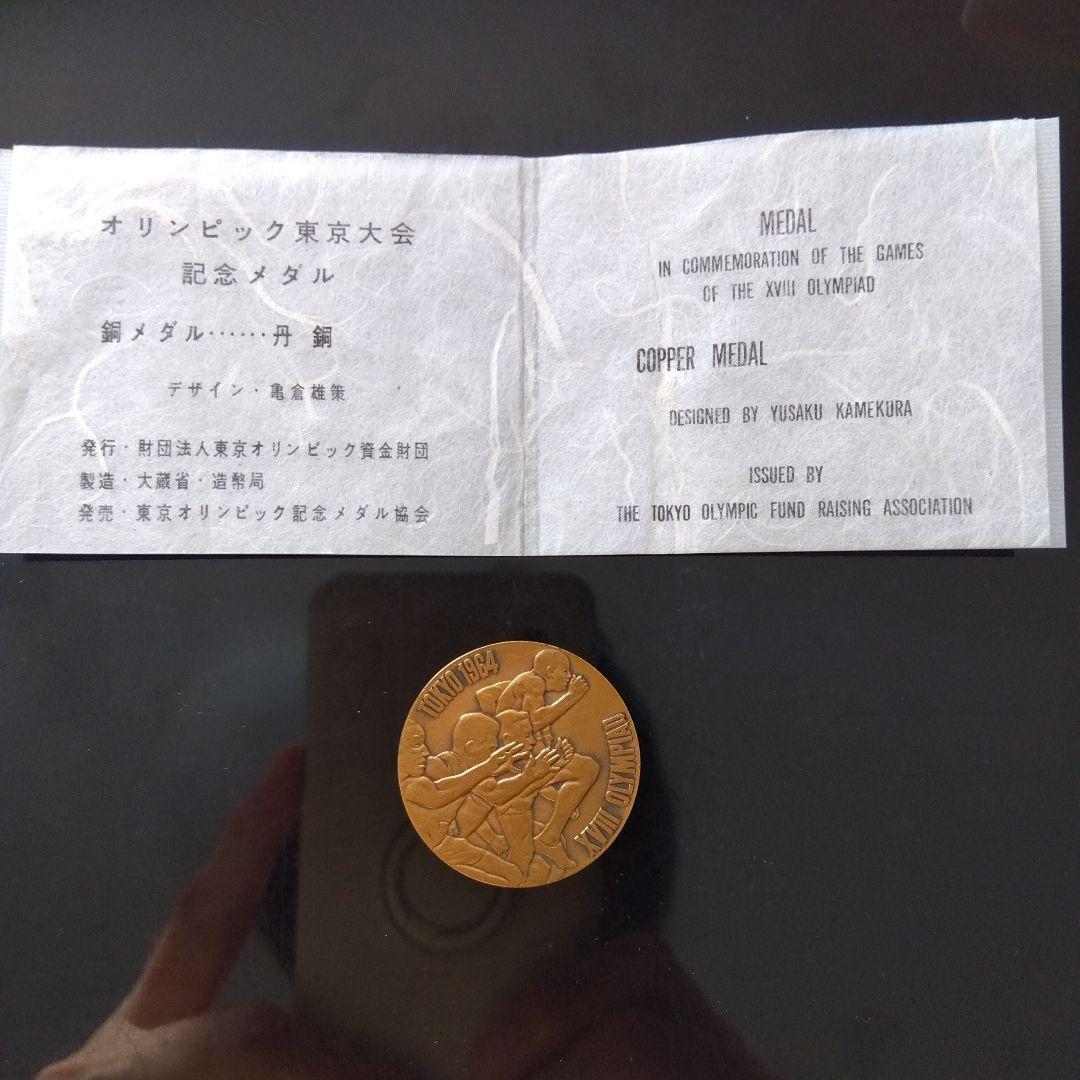 オリンピック東京大会
記念メダル
銅メダル……丹 銅
デザイン・亀倉雄策
発行・財団法人東京オリンピック資金財団
製造・大蔵省・造幣局
発売・東京オリンピック記念メダル協会
MEDAL
IN COMMEMORATION OF THE GAMES
OF THE XVIII OLYMPIAD
COPPER MEDAL
DESIGNED BY YUSAKU KAMEKURA
ISSUED BY
THE TOKYO OLYMPIC FUND RAISING ASSOCIATION
TOKYO 1964
XVIII OLYMPIAD